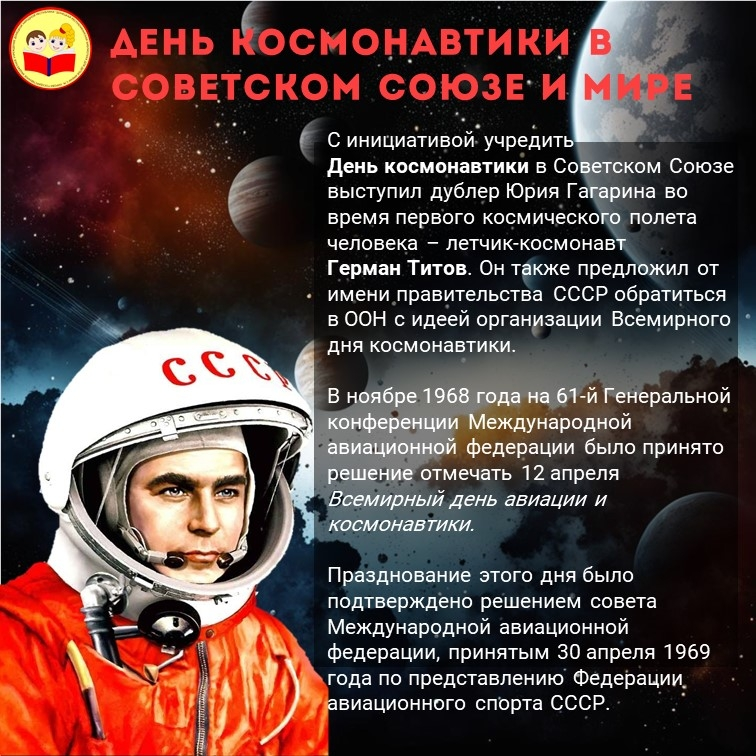 ДЕНЬ КОСМОНАВТИКИ В
СОВЕТСКОМ СОЮЗЕ И МИРЕ
С инициативой учредить
День космонавтики в Советском Союзе
выступил дублер Юрия Гагарина во
время первого космического полета
человека – летчик-космонавт
Герман Титов. Он также предложил от
имени правительства СССР обратиться
в ООН с идеей организации Всемирного
дня космонавтики.
В ноябре 1968 года на 61-й Генеральной
конференции Международной
авиационной федерации было принято
решение отмечать 12 апреля
Всемирный день авиации и
космонавтики.
Празднование этого дня было
подтверждено решением совета
Международной авиационной
федерации, принятым 30 апреля 1969
года по представлению Федерации
авиационного спорта СССР.
СССР